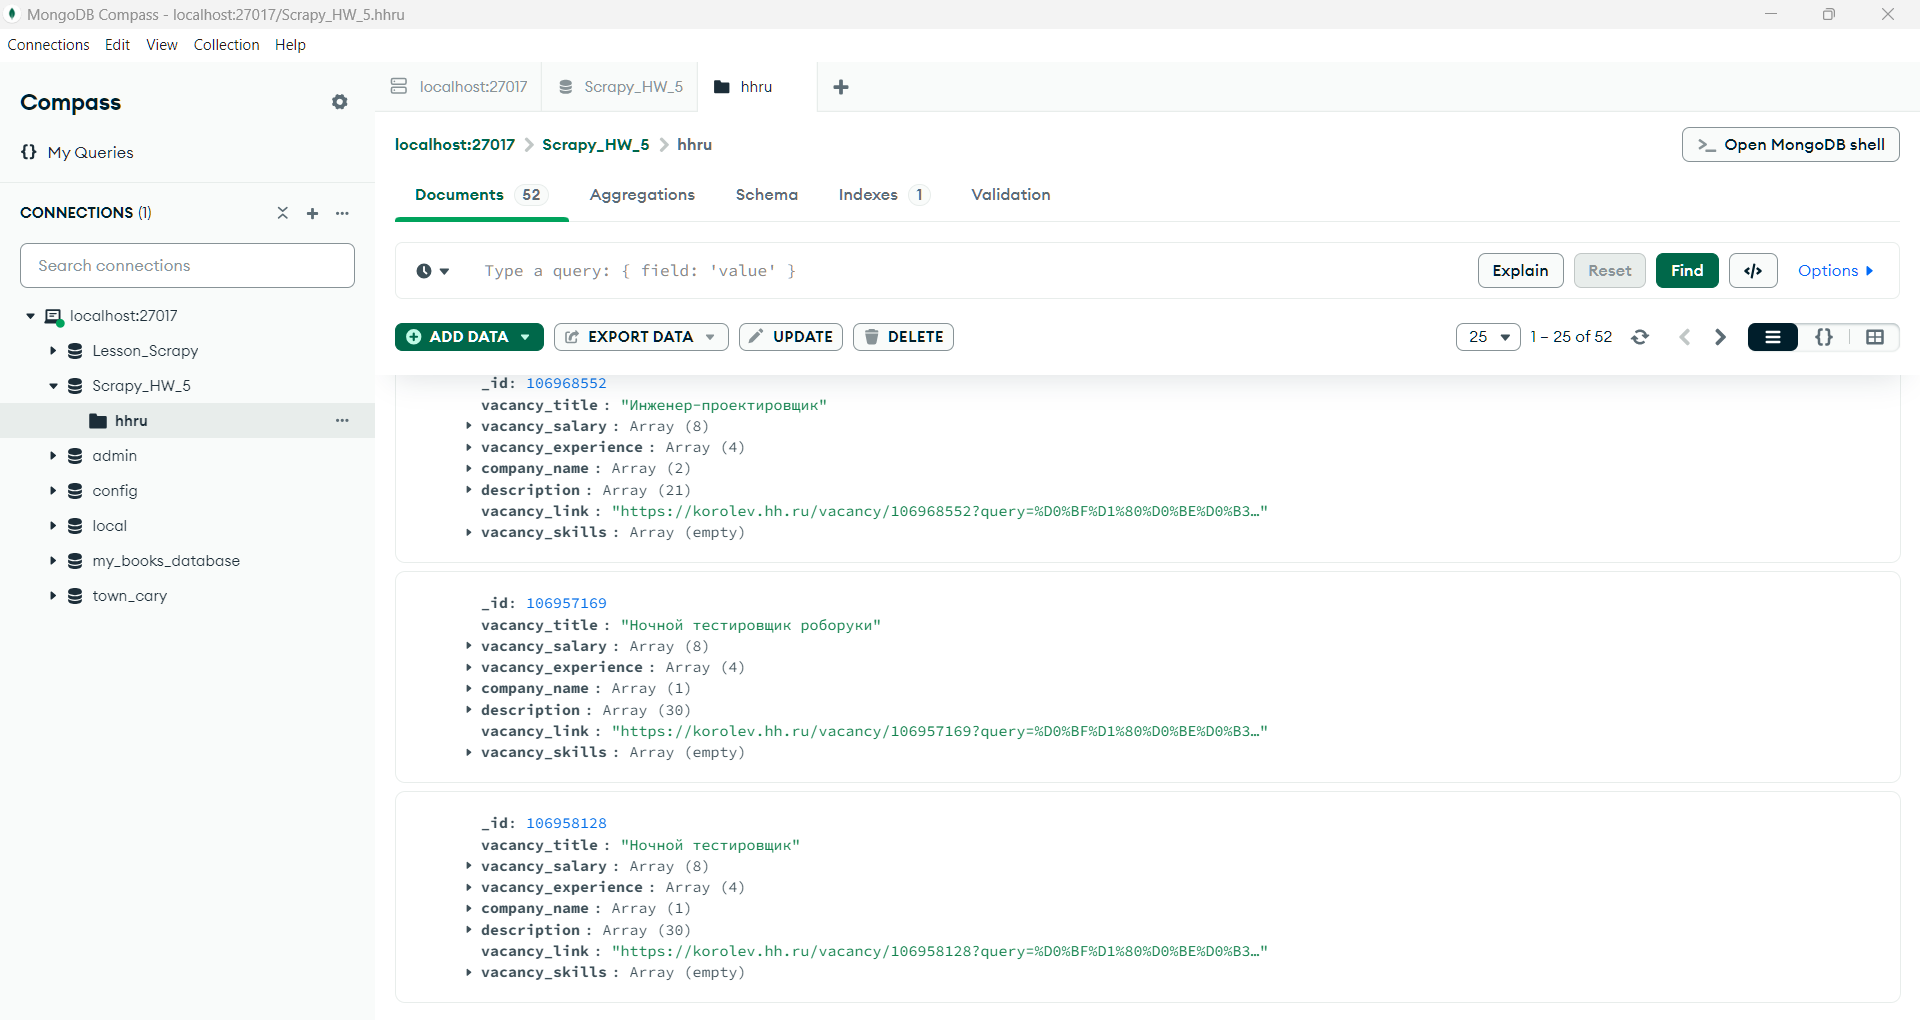 MongoDB Compass - localhost:27017/Scrapy_HW_5.hhru
Connections Edit View Collection Help
Compass
{} My Queries
CONNECTIONS (1)
Search connections
localhost:27017
Lesson_Scrapy
Scrapy_HW_5
hhru
admin
config
local
my_books_database
town_cary
localhost:27017 Scrapy_HW_5 hhru
localhost:27017 > Scrapy_HW_5 > hhru
>_ Open MongoDB shell
Documents 52 Aggregations Schema Indexes 1 Validation
Type a query: { field: 'value' }
Explain Reset Find </> Options
ADD DATA EXPORT DATA UPDATE DELETE
25 1 – 25 of 52 {}
_id: 106968552
vacancy_title : "Инженер-проектировщик"
vacancy_salary : Array (8)
vacancy_experience : Array (4)
company_name : Array (2)
description : Array (21)
vacancy_link : "https://korolev.hh.ru/vacancy/106968552?query=%D0%BF%D1%80%D0%BE%D0%B3…"
vacancy_skills : Array (empty)
_id: 106957169
vacancy_title : "Ночной тестировщик роборуки"
vacancy_salary : Array (8)
vacancy_experience : Array (4)
company_name : Array (1)
description : Array (30)
vacancy_link : "https://korolev.hh.ru/vacancy/106957169?query=%D0%BF%D1%80%D0%BE%D0%B3…"
vacancy_skills : Array (empty)
_id: 106958128
vacancy_title : "Ночной тестировщик"
vacancy_salary : Array (8)
vacancy_experience : Array (4)
company_name : Array (1)
description : Array (30)
vacancy_link : "https://korolev.hh.ru/vacancy/106958128?query=%D0%BF%D1%80%D0%BE%D0%B3…"
vacancy_skills : Array (empty)